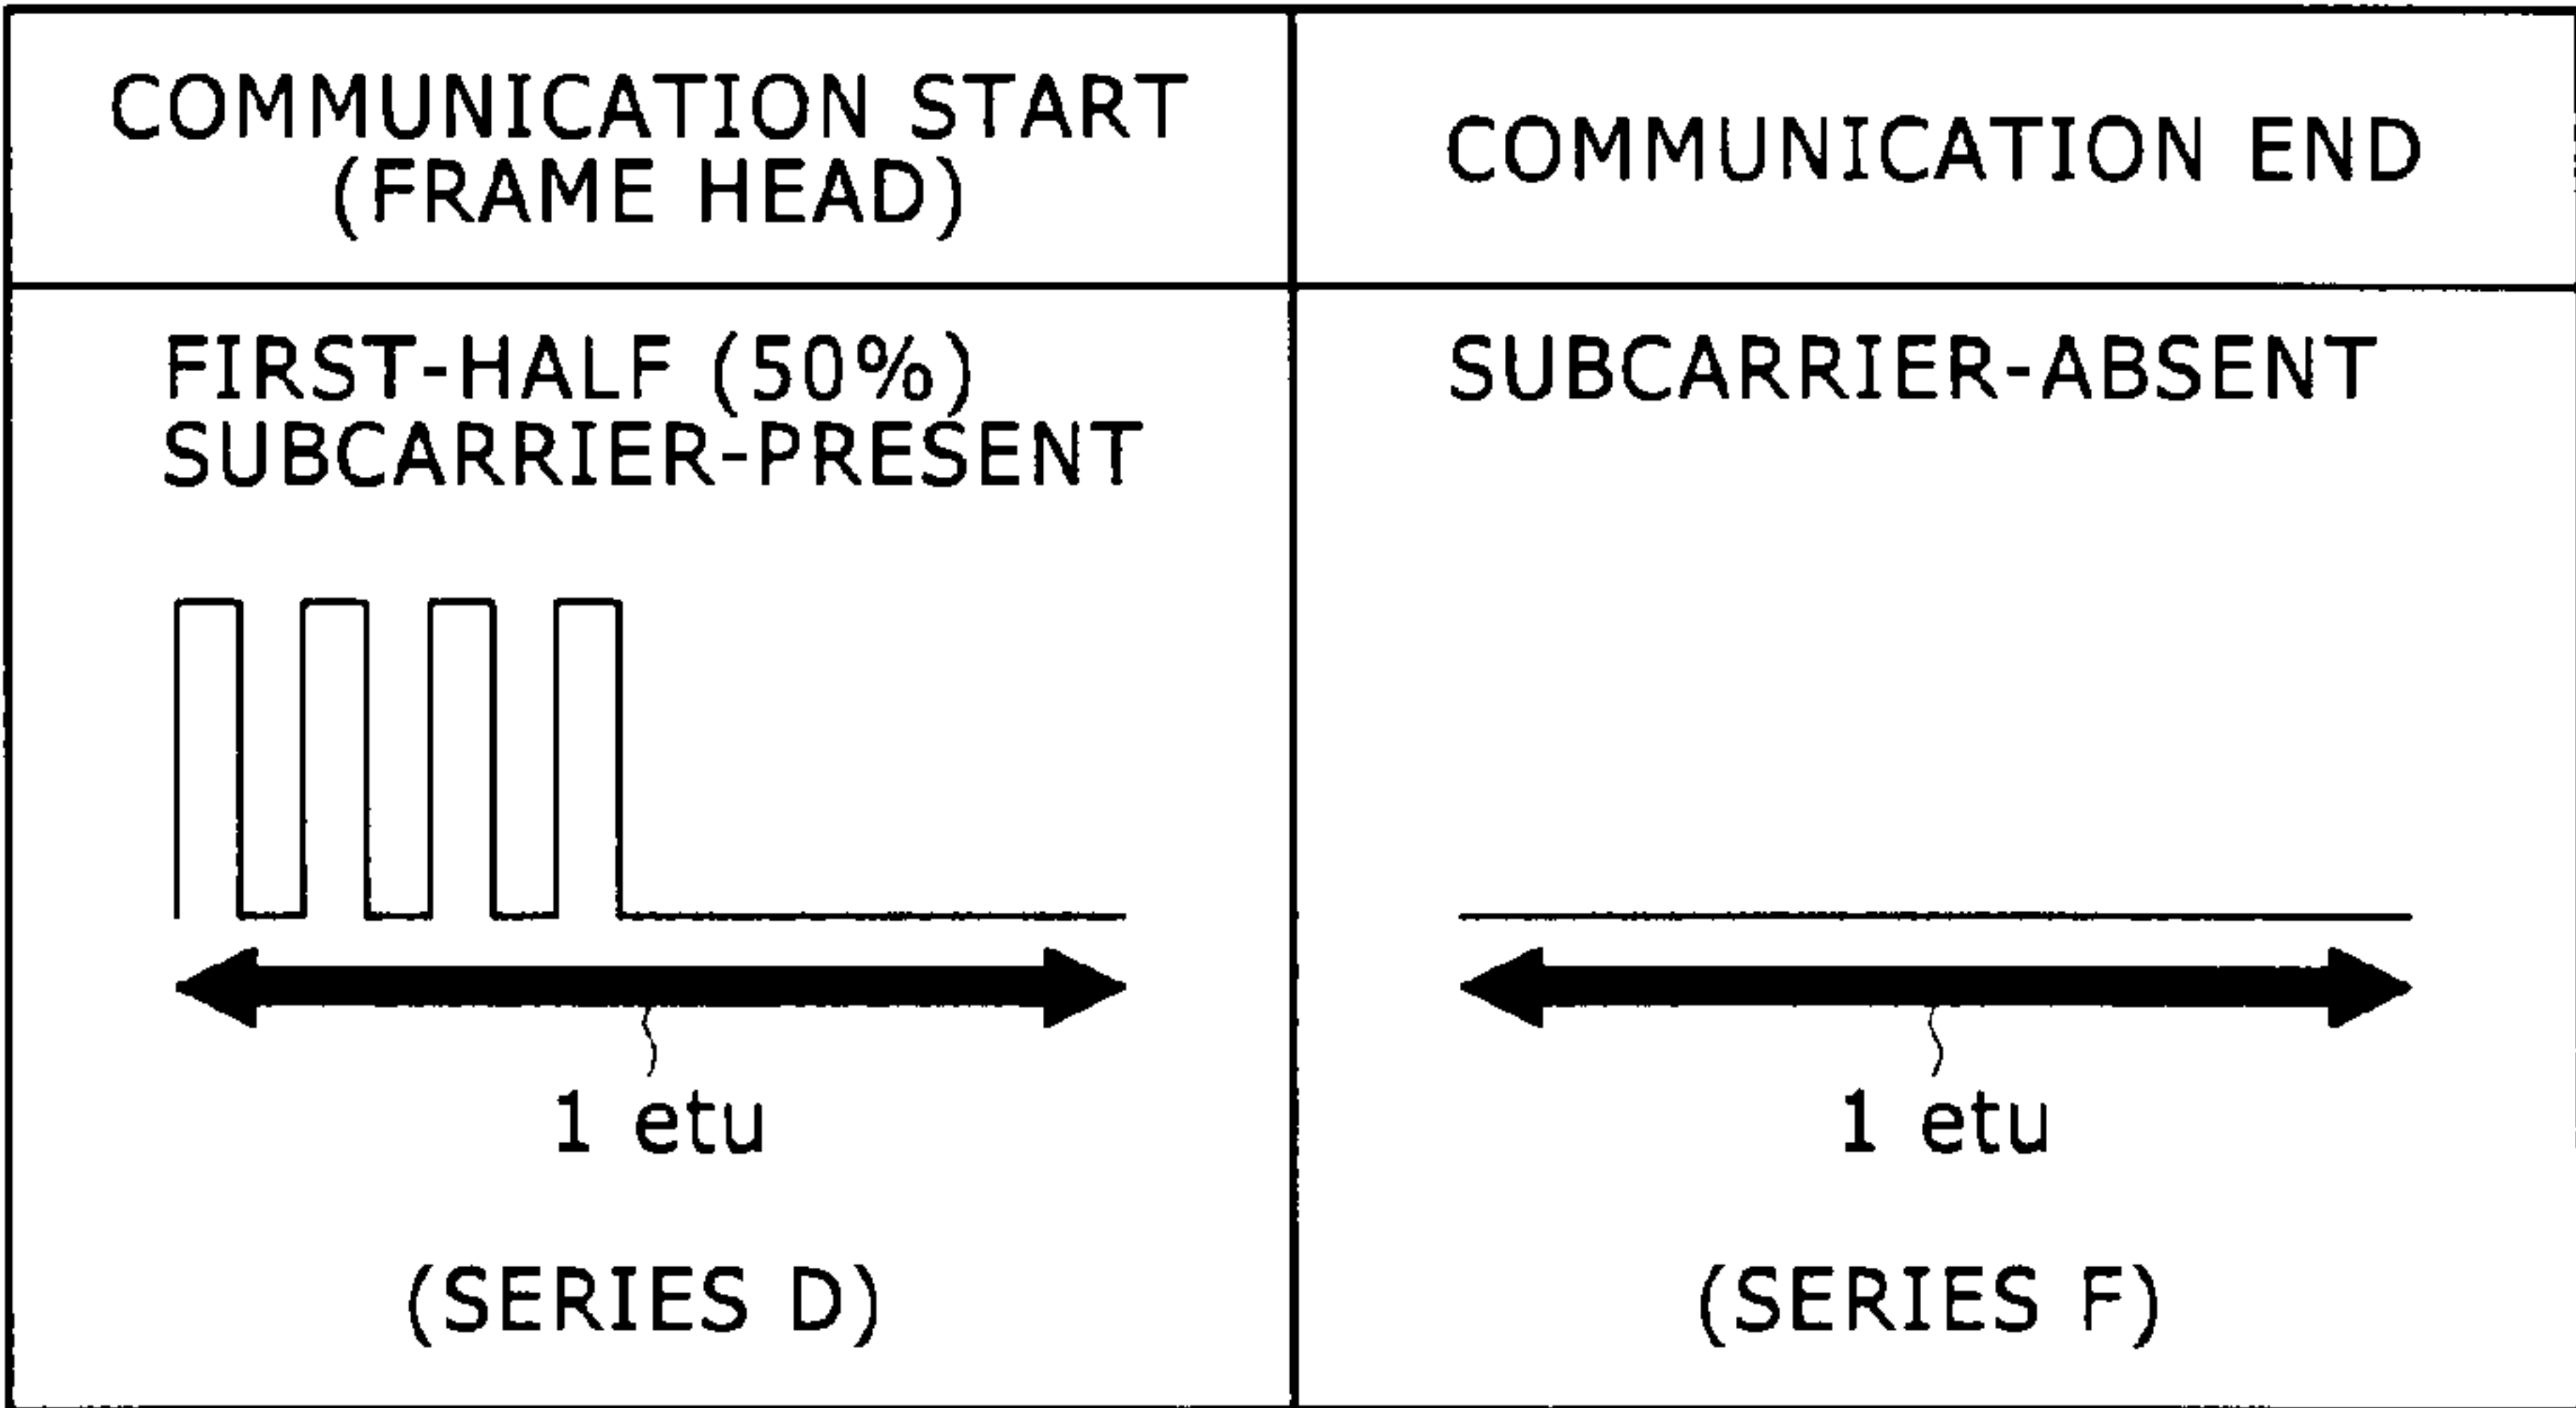 COMMUNICATION START
(FRAME HEAD)
COMMUNICATION END
FIRST-HALF (50%)
SUBCARRIER-PRESENT
SUBCARRIER-ABSENT
1 etu
1 etu
(SERIES D)
(SERIES F)